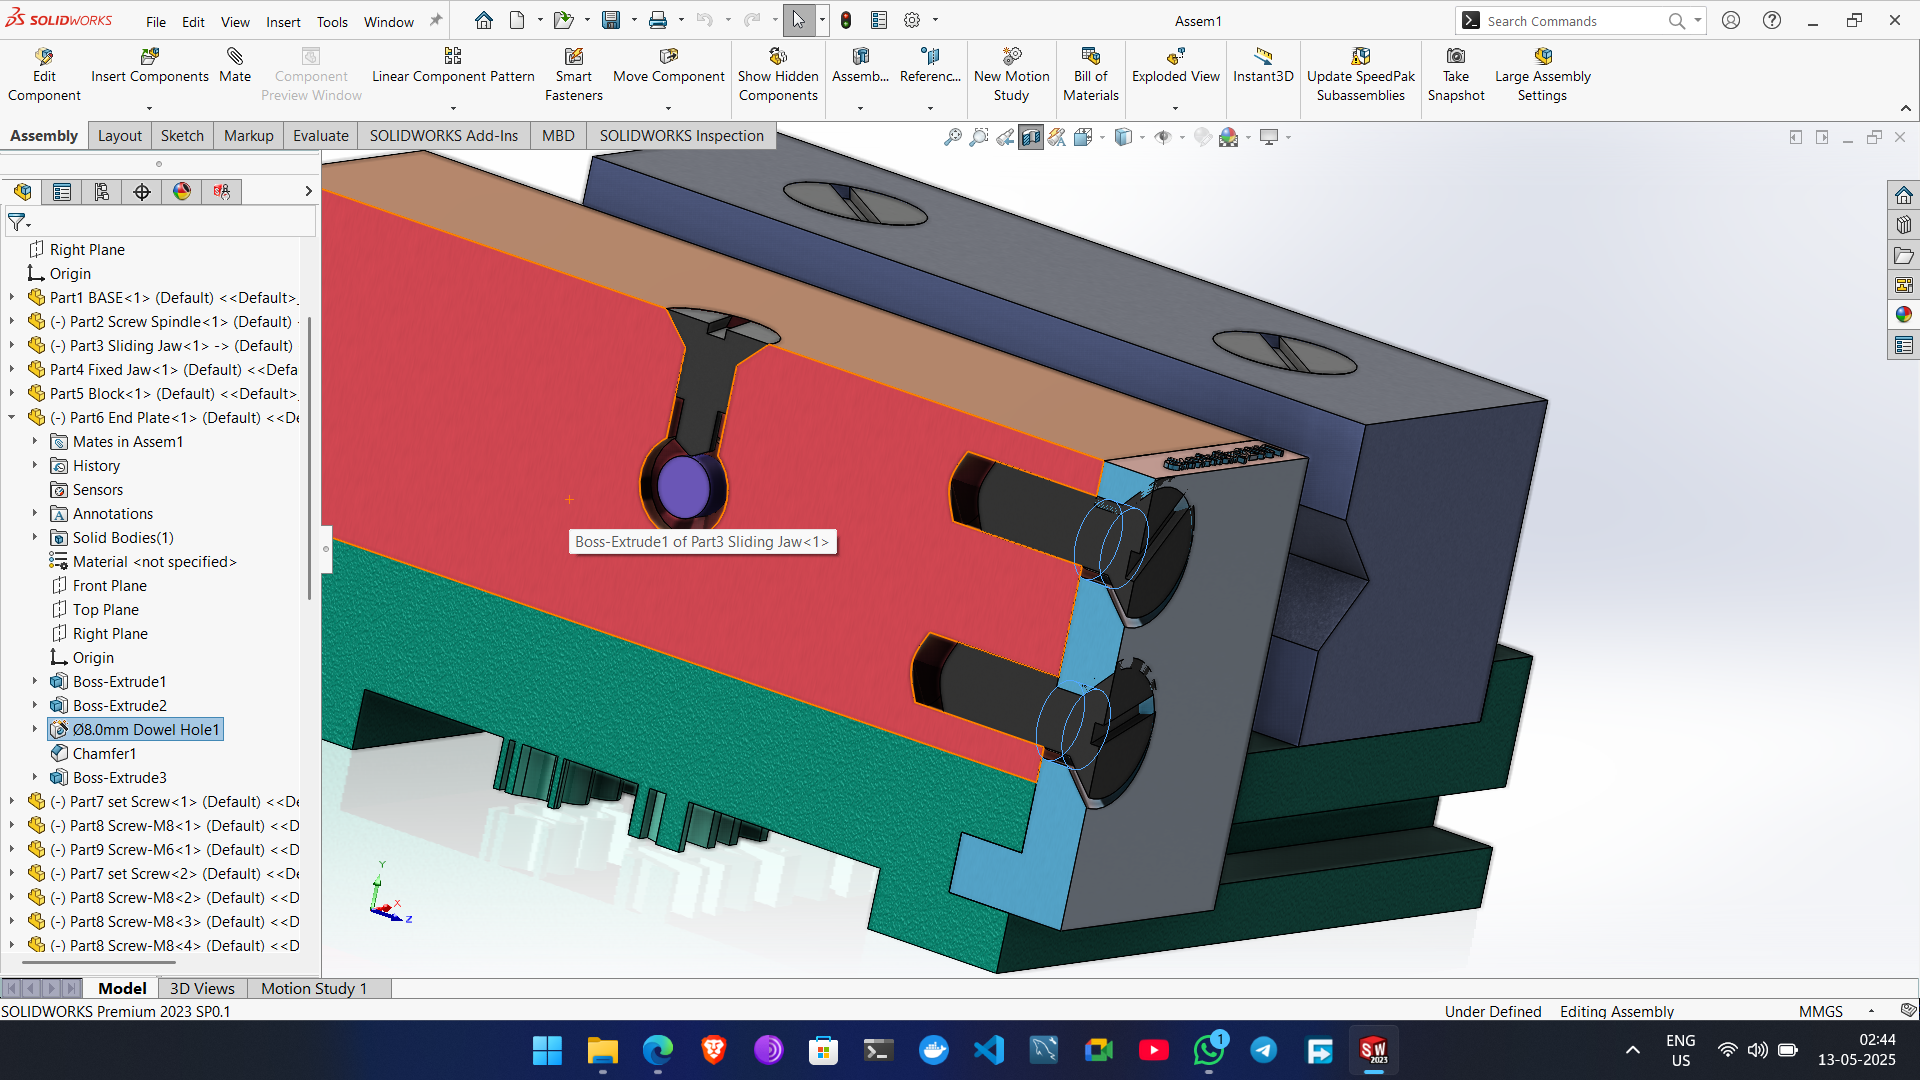 SOLIDWORKS
File Edit View Insert Tools Window
Assem1
Search Commands
Edit Component
Insert Components
Mate
Component Preview Window
Linear Component Pattern
Smart Fasteners
Move Component
Show Hidden Components
Assemb...
Referenc...
New Motion Study
Bill of Materials
Exploded View
Instant3D
Update SpeedPak Subassemblies
Take Snapshot
Large Assembly Settings
Assembly Layout Sketch Markup Evaluate SOLIDWORKS Add-Ins MBD SOLIDWORKS Inspection
Right Plane
Origin
Part1 BASE<1> (Default) <<Default>_
(-) Part2 Screw Spindle<1> (Default)
(-) Part3 Sliding Jaw<1> -> (Default)
Part4 Fixed Jaw<1> (Default) <<Defa
Part5 Block<1> (Default) <<Default>_
(-) Part6 End Plate<1> (Default) <<De
Mates in Assem1
History
Sensors
Annotations
Solid Bodies(1)
Material <not specified>
Front Plane
Top Plane
Right Plane
Origin
Boss-Extrude1
Boss-Extrude2
Ø8.0mm Dowel Hole1
Chamfer1
Boss-Extrude3
(-) Part7 set Screw<1> (Default) <<De
(-) Part8 Screw-M8<1> (Default) <<D
(-) Part9 Screw-M6<1> (Default) <<D
(-) Part7 set Screw<2> (Default) <<De
(-) Part8 Screw-M8<2> (Default) <<D
(-) Part8 Screw-M8<3> (Default) <<D
(-) Part8 Screw-M8<4> (Default) <<D
Boss-Extrude1 of Part3 Sliding Jaw<1>
Y
X
Z
Model 3D Views Motion Study 1
SOLIDWORKS Premium 2023 SP0.1
Under Defined Editing Assembly MMGS
1
SW 2023
ENG US
02:44
13-05-2025